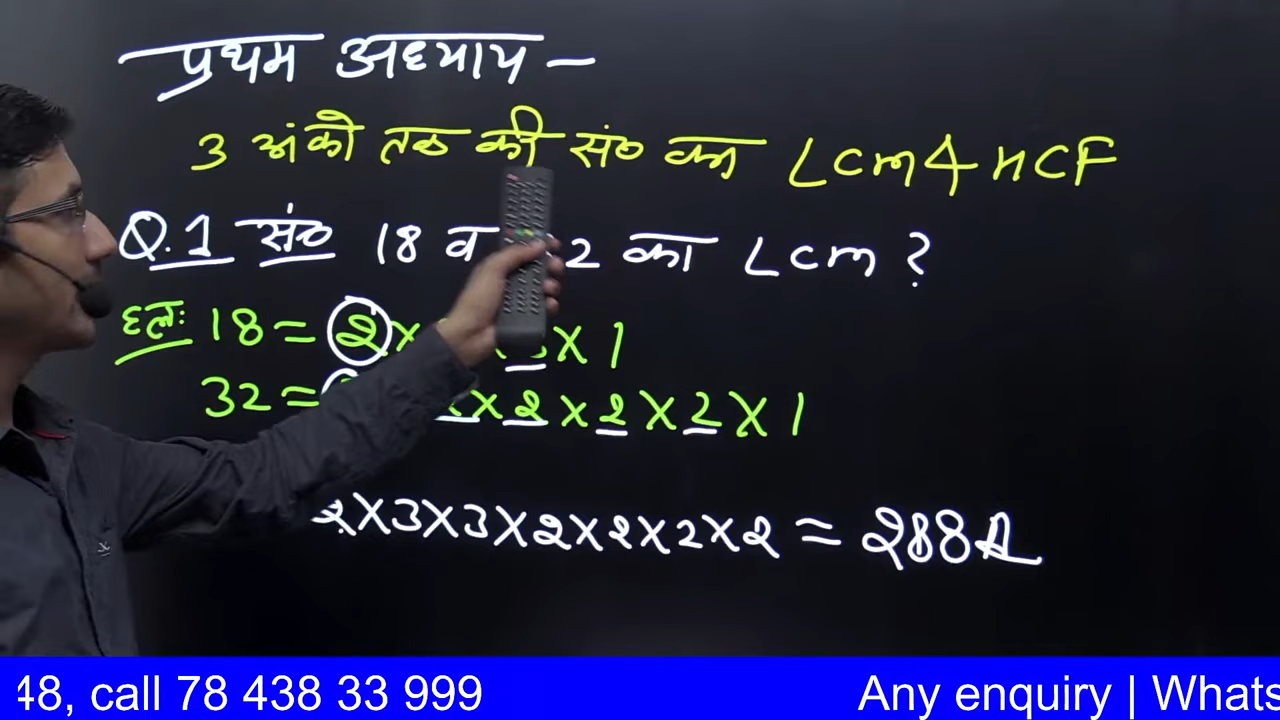 प्रथम अध्याय –
3 अंको तक की सं० का LCM & HCF
Q.1 सं० 18 व 2 का LCM ?
हल: 18 = 2 × × 1
32 = × 2 × 2 × 2 × 1
2×3×3×2×2×2×2 = 288 A
48, call 78 438 33 999 Any enquiry | Whats